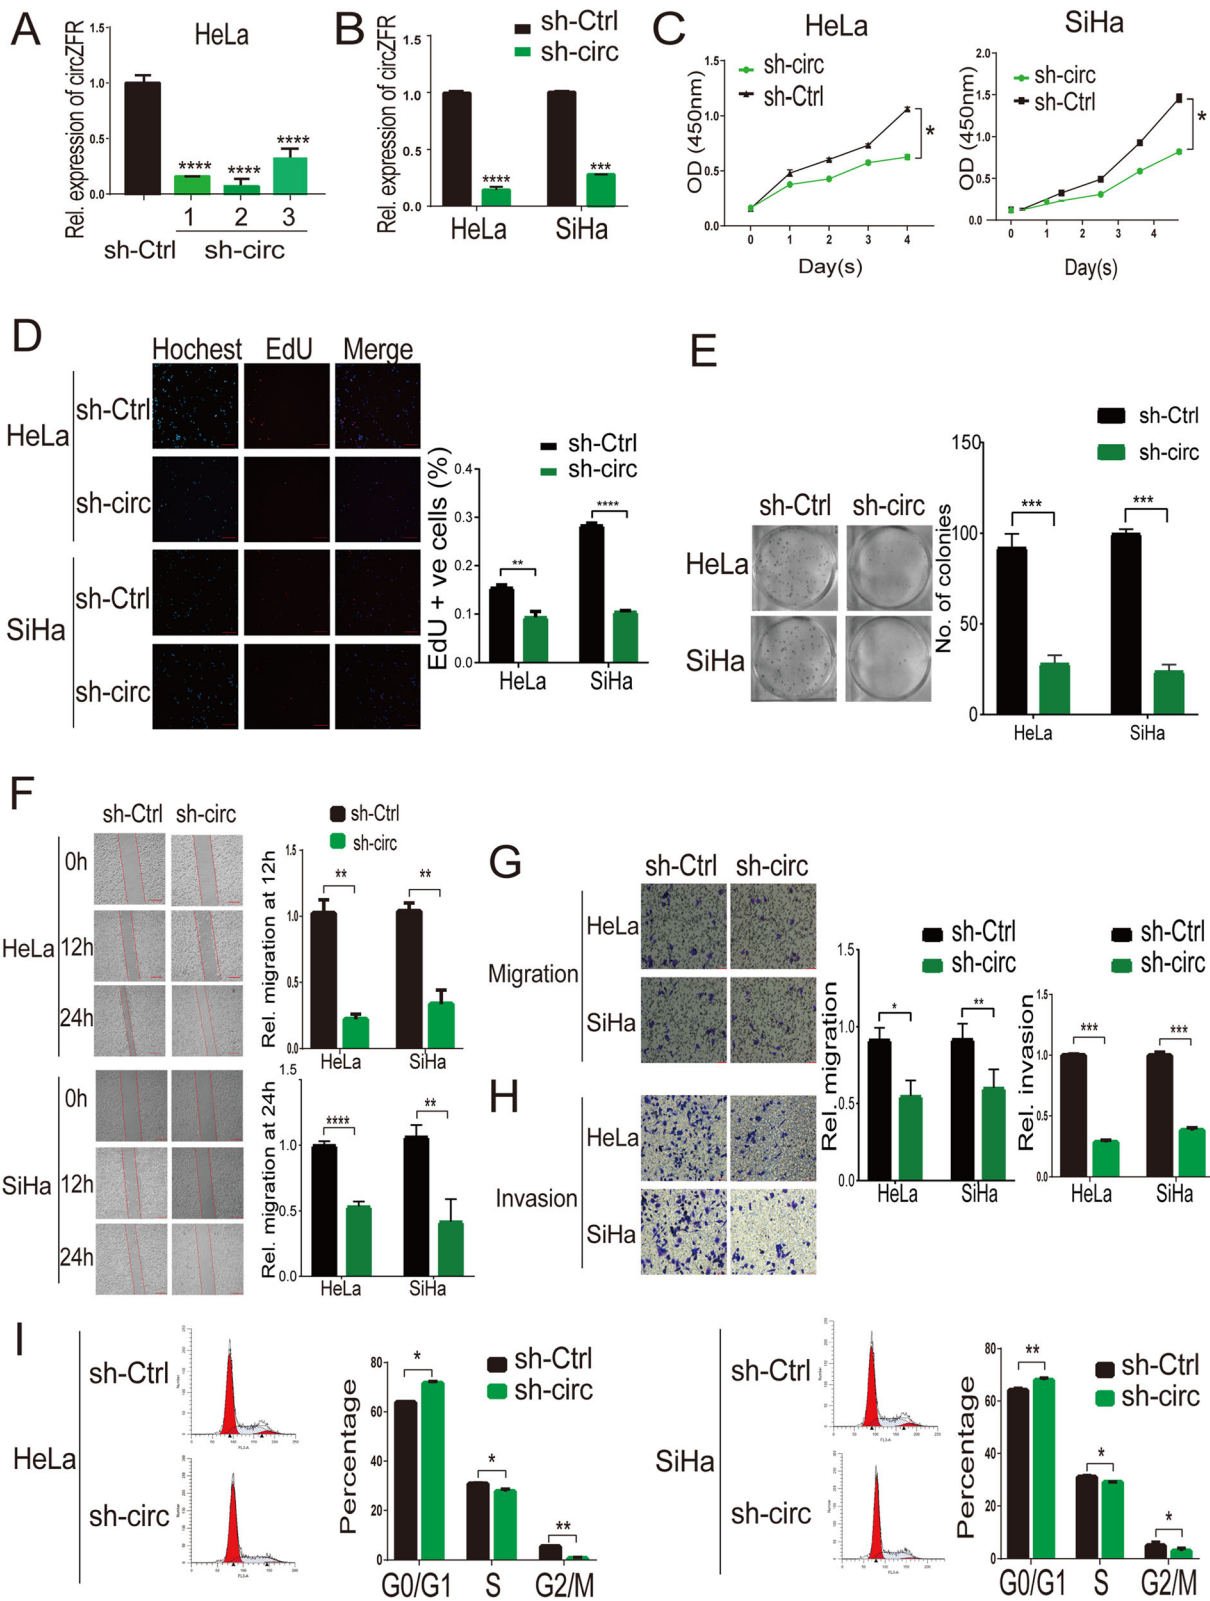 A
HeLa
Rel. expression of circZFR
1.5
1.0
0.5
0.0
****
****
****
1 2 3
sh-Ctrl sh-circ
B
sh-Ctrl
sh-circ
Rel. expression of circZFR
1.5
1.0
0.5
0.0
****
***
HeLa SiHa
C
HeLa
sh-circ
sh-Ctrl
OD (450nm)
1.5
1.0
0.5
0.0
*
0 1 2 3 4
Day(s)
SiHa
sh-circ
sh-Ctrl
OD (450nm)
2.0
1.5
1.0
0.5
0.0
*
0 1 2 3 4
Day(s)
D
Hochest EdU Merge
HeLa
sh-Ctrl
sh-circ
SiHa
sh-Ctrl
sh-circ
sh-Ctrl
sh-circ
EdU + ve cells (%)
0.4
0.3
0.2
0.1
0.0
**
****
HeLa SiHa
E
sh-Ctrl sh-circ
HeLa
SiHa
sh-Ctrl
sh-circ
No. of colonies
150
100
50
0
***
***
HeLa SiHa
F
sh-Ctrl sh-circ
HeLa
0h
12h
24h
SiHa
0h
12h
24h
sh-Ctrl
sh-circ
Rel. migration at 12h
1.5
1.0
0.5
0.0
**
**
HeLa SiHa
Rel. migration at 24h
1.5
1.0
0.5
0.0
****
**
HeLa SiHa
G
sh-Ctrl sh-circ
Migration
HeLa
SiHa
H
Invasion
HeLa
SiHa
sh-Ctrl
sh-circ
Rel. migration
1.5
1.0
0.5
0.0
*
**
HeLa SiHa
sh-Ctrl
sh-circ
Rel. invasion
1.5
1.0
0.5
0.0
***
***
HeLa SiHa
I
HeLa
sh-Ctrl
sh-circ
sh-Ctrl
sh-circ
Percentage
80
60
40
20
0
*
*
**
G0/G1 S G2/M
SiHa
sh-Ctrl
sh-circ
sh-Ctrl
sh-circ
Percentage
80
60
40
20
0
**
*
*
G0/G1 S G2/M